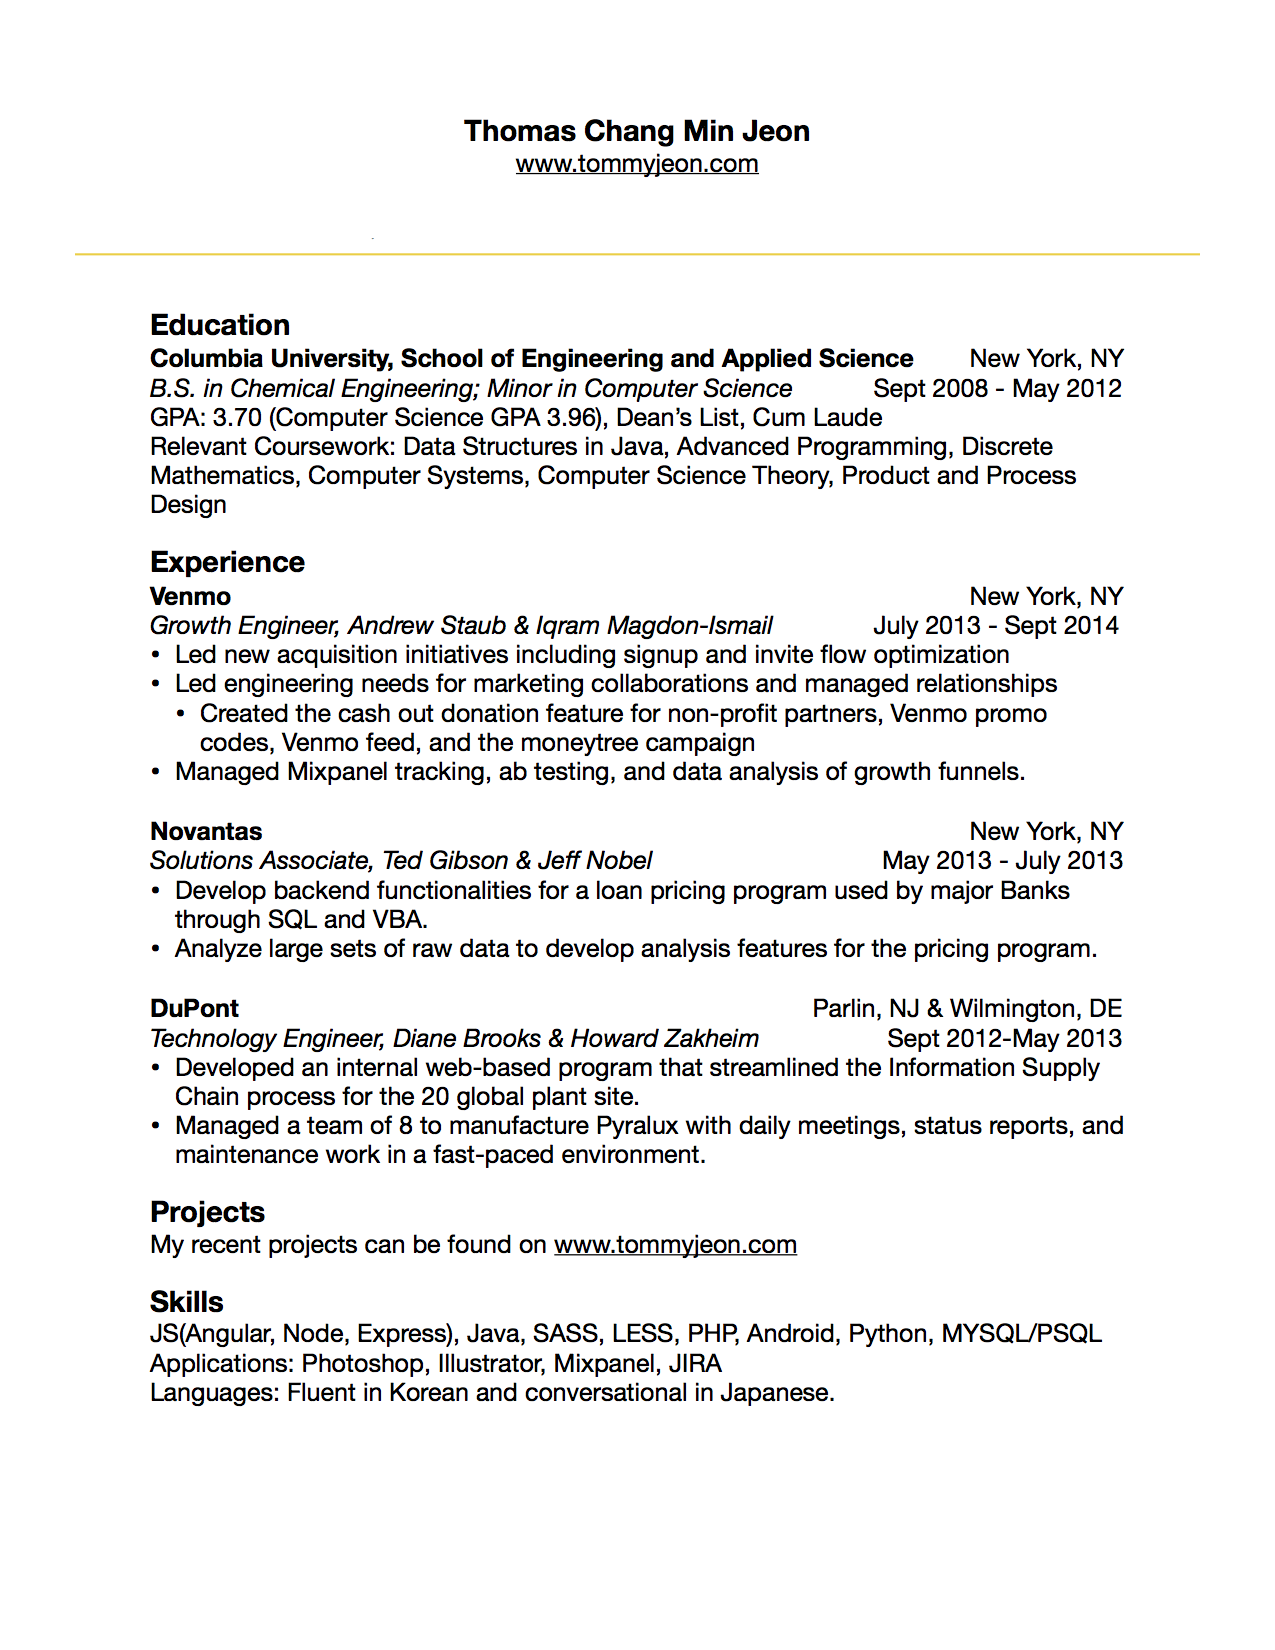 Thomas Chang Min Jeon
www.tommyjeon.com
Education
Columbia University, School of Engineering and Applied Science New York, NY
B.S. in Chemical Engineering; Minor in Computer Science Sept 2008 - May 2012
GPA: 3.70 (Computer Science GPA 3.96), Dean’s List, Cum Laude
Relevant Coursework: Data Structures in Java, Advanced Programming, Discrete
Mathematics, Computer Systems, Computer Science Theory, Product and Process
Design
Experience
Venmo New York, NY
Growth Engineer, Andrew Staub & Iqram Magdon-Ismail July 2013 - Sept 2014
• Led new acquisition initiatives including signup and invite flow optimization
• Led engineering needs for marketing collaborations and managed relationships
• Created the cash out donation feature for non-profit partners, Venmo promo
codes, Venmo feed, and the moneytree campaign
• Managed Mixpanel tracking, ab testing, and data analysis of growth funnels.
Novantas New York, NY
Solutions Associate, Ted Gibson & Jeff Nobel May 2013 - July 2013
• Develop backend functionalities for a loan pricing program used by major Banks
through SQL and VBA.
• Analyze large sets of raw data to develop analysis features for the pricing program.
DuPont Parlin, NJ & Wilmington, DE
Technology Engineer, Diane Brooks & Howard Zakheim Sept 2012-May 2013
• Developed an internal web-based program that streamlined the Information Supply
Chain process for the 20 global plant site.
• Managed a team of 8 to manufacture Pyralux with daily meetings, status reports, and
maintenance work in a fast-paced environment.
Projects
My recent projects can be found on www.tommyjeon.com
Skills
JS(Angular, Node, Express), Java, SASS, LESS, PHP, Android, Python, MYSQL/PSQL
Applications: Photoshop, Illustrator, Mixpanel, JIRA
Languages: Fluent in Korean and conversational in Japanese.